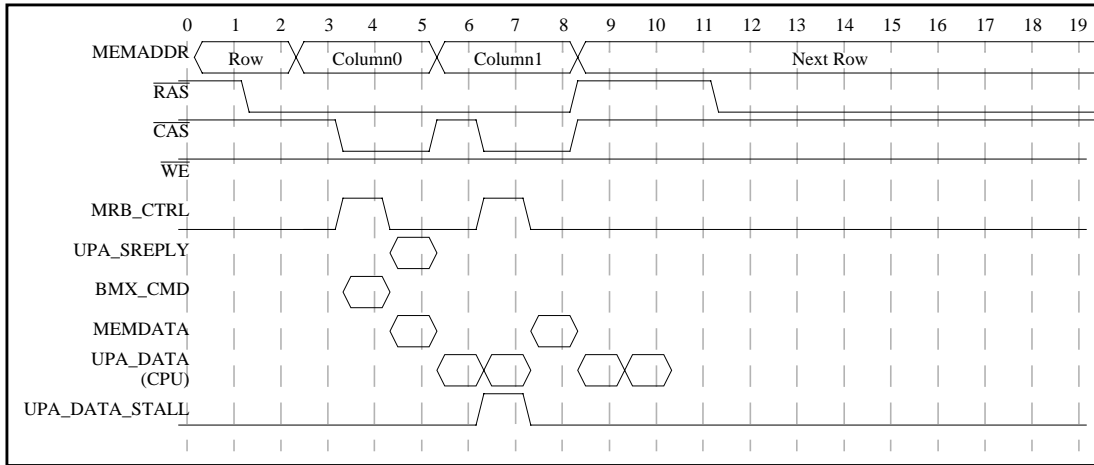 0 1 2 3 4 5 6 7 8 9 10 11 12 13 14 15 16 17 18 19
MEMADDR Row Column0 Column1 Next Row
RAS
CAS
WE
MRB_CTRL
UPA_SREPLY
BMX_CMD
MEMDATA
UPA_DATA
(CPU)
UPA_DATA_STALL